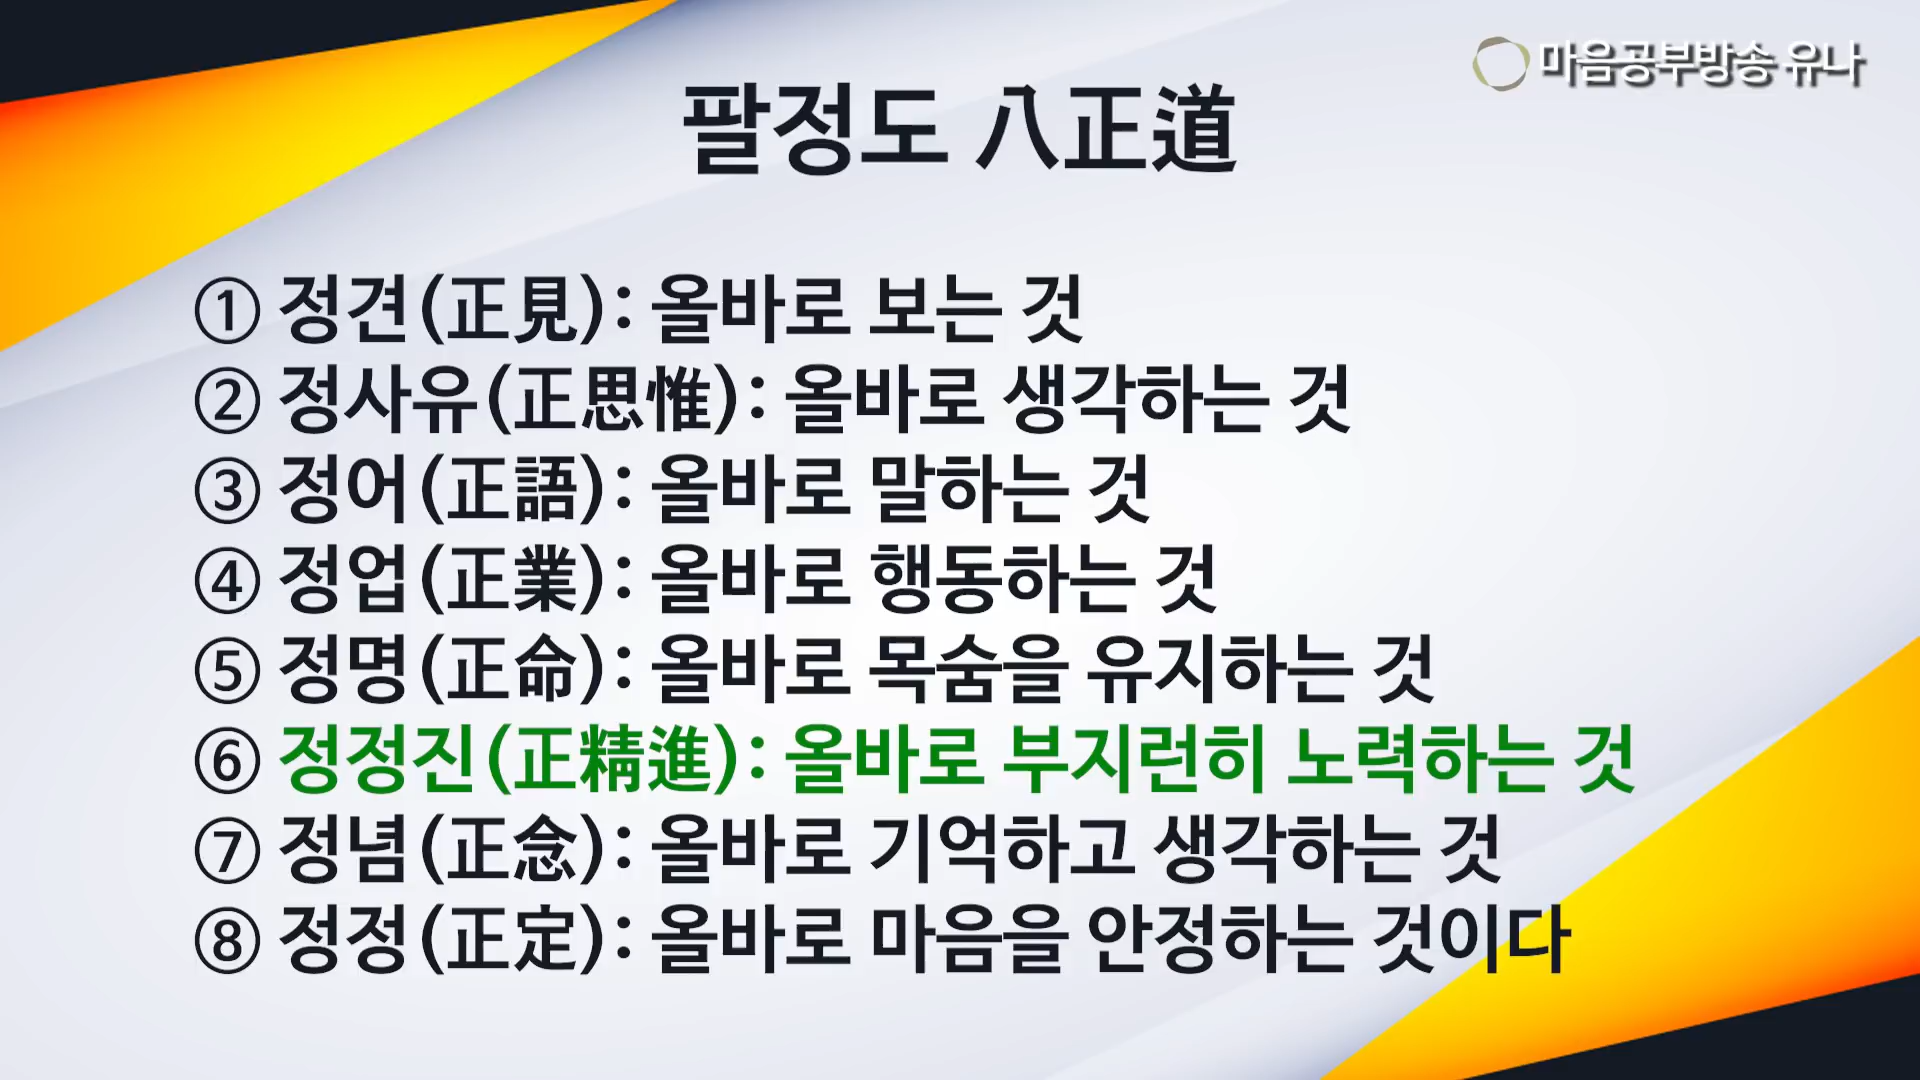 마음공부방송 유나
팔정도 八正道
① 정견(正見): 올바로 보는 것
② 정사유(正思惟): 올바로 생각하는 것
③ 정어(正語): 올바로 말하는 것
④ 정업(正業): 올바로 행동하는 것
⑤ 정명(正命): 올바로 목숨을 유지하는 것
⑥ 정정진(正精進): 올바로 부지런히 노력하는 것
⑦ 정념(正念): 올바로 기억하고 생각하는 것
⑧ 정정(正定): 올바로 마음을 안정하는 것이다